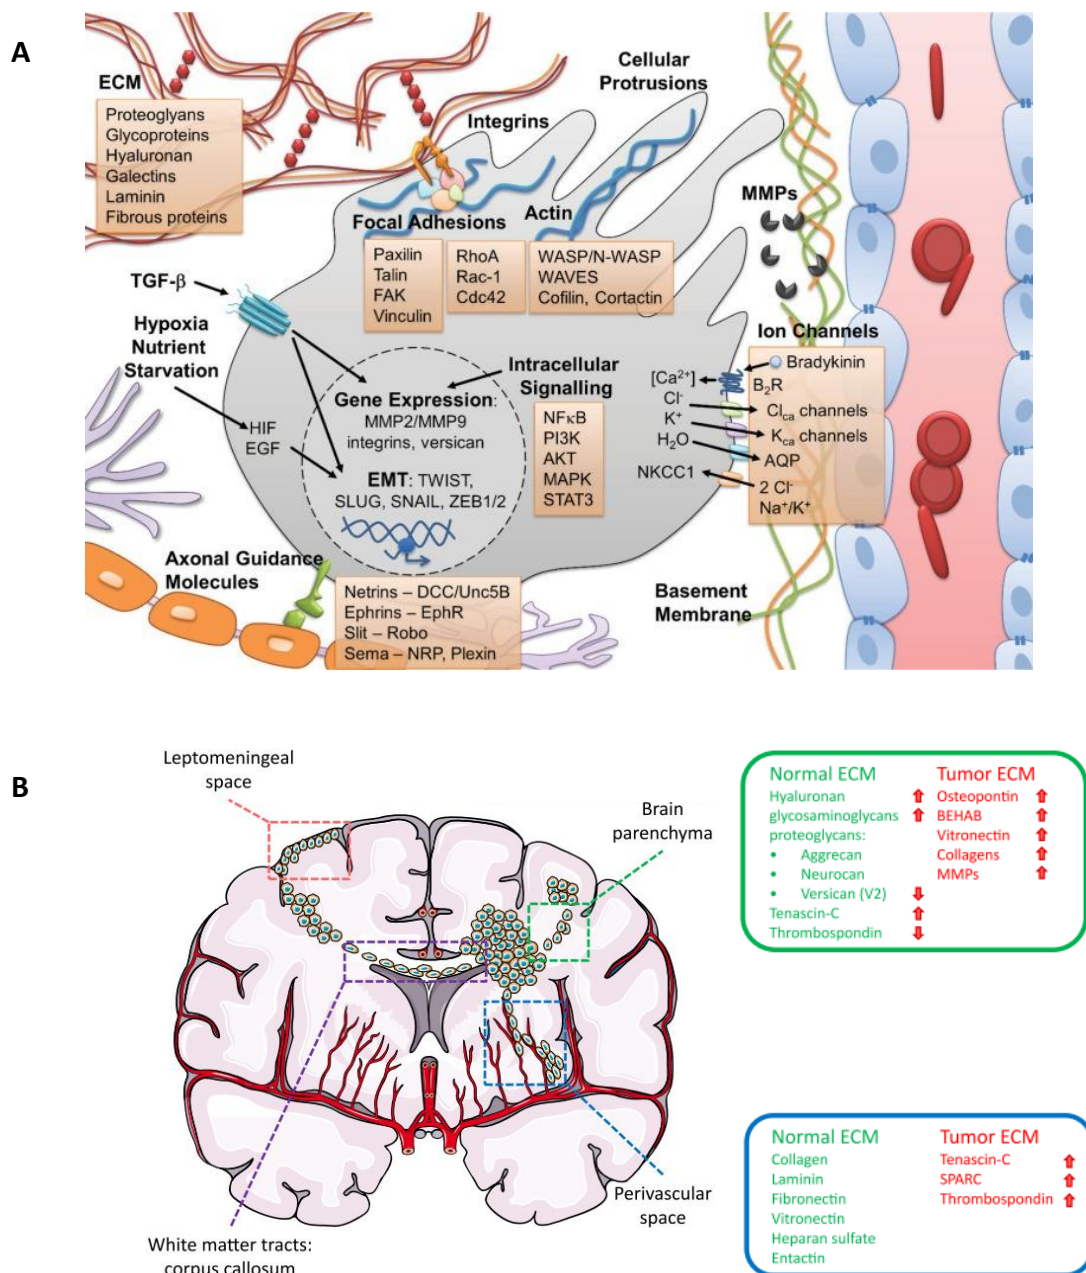 A
ECM
Proteoglyans
Glycoproteins
Hyaluronan
Galectins
Laminin
Fibrous proteins
Integrins
Cellular
Protrusions
Focal Adhesions
Actin
Paxilin
Talin
FAK
Vinculin
RhoA
Rac-1
Cdc42
WASP/N-WASP
WAVES
Cofilin, Cortactin
MMPs
TGF-β
Hypoxia
Nutrient
Starvation
HIF
EGF
Gene Expression:
MMP2/MMP9
integrins, versican
EMT: TWIST,
SLUG, SNAIL, ZEB1/2
Intracellular
Signalling
NFκB
PI3K
AKT
MAPK
STAT3
Ion Channels
[Ca²⁺]
Cl⁻
K⁺
H₂O
NKCC1
Bradykinin
B₂R
Cl_ca channels
K_ca channels
AQP
2 Cl⁻
Na⁺/K⁺
Axonal Guidance
Molecules
Netrins – DCC/Unc5B
Ephrins – EphR
Slit – Robo
Sema – NRP, Plexin
Basement
Membrane
B
Leptomeningeal
space
Brain
parenchyma
Perivascular
space
White matter tracts:
corpus callosum
Normal ECM
Hyaluronan
glycosaminoglycans
proteoglycans:
• Aggrecan
• Neurocan
• Versican (V2)
Tenascin-C
Thrombospondin
Tumor ECM
Osteopontin
BEHAB
Vitronectin
Collagens
MMPs
Normal ECM
Collagen
Laminin
Fibronectin
Vitronectin
Heparan sulfate
Entactin
Tumor ECM
Tenascin-C
SPARC
Thrombospondin